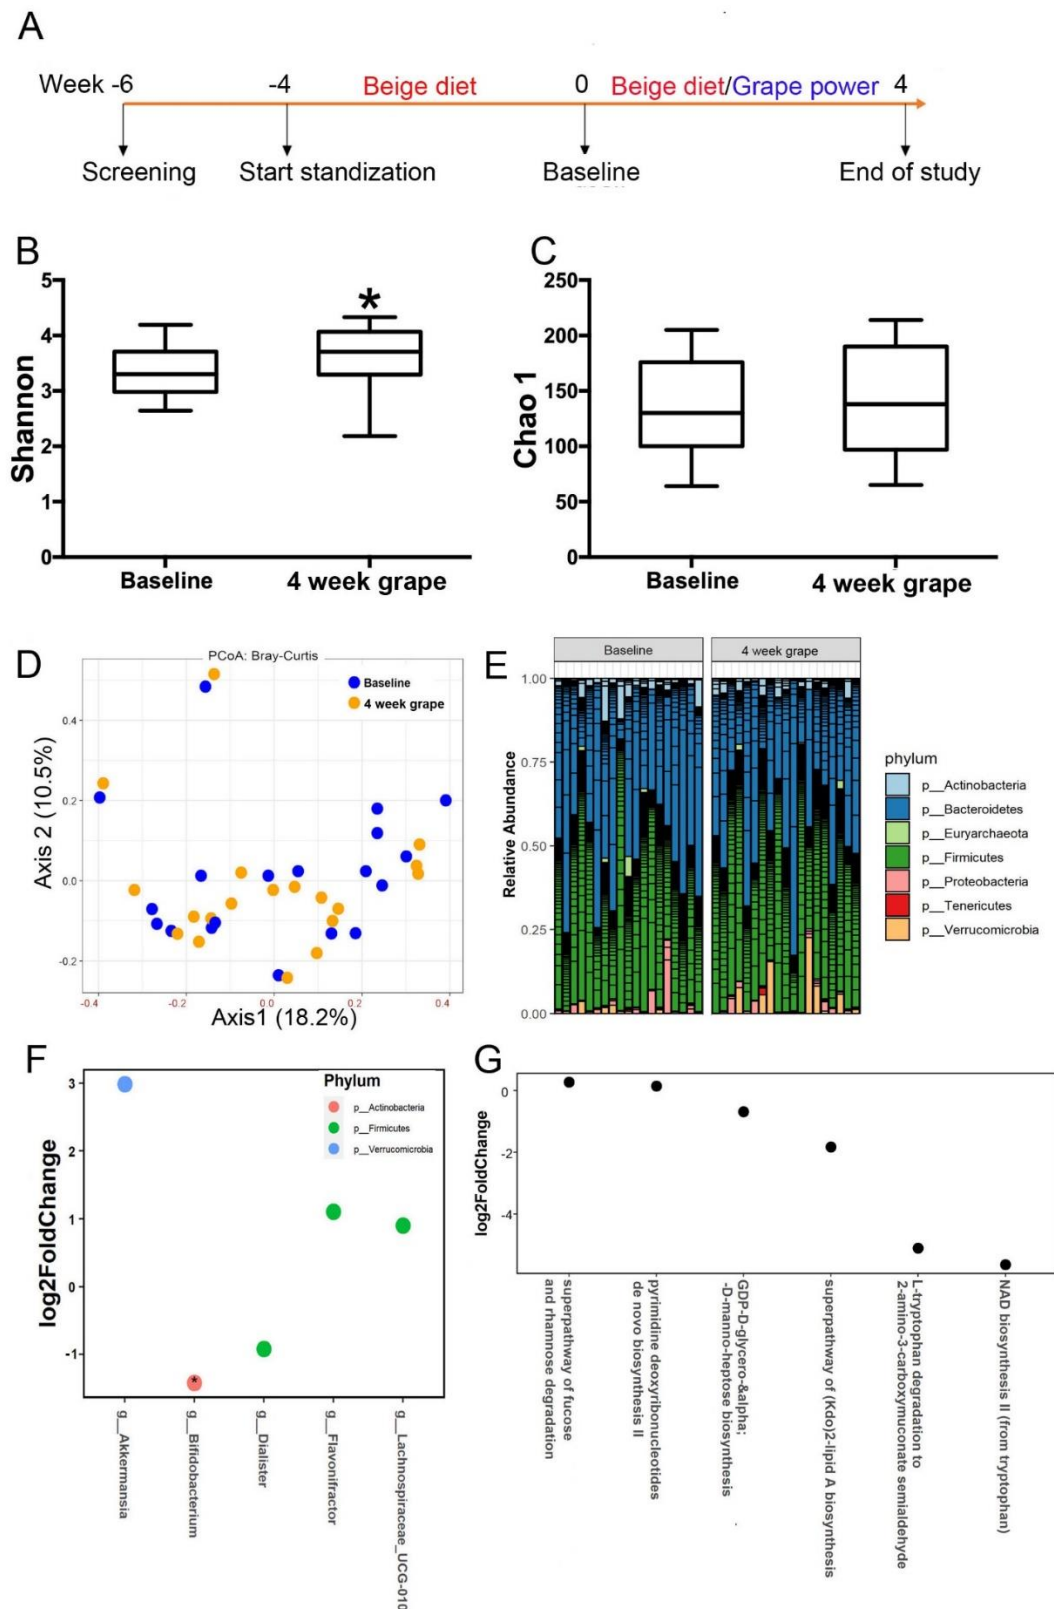 A
Week -6
-4
Beige diet
0
Beige diet/Grape power
4
Screening
Start standization
Baseline
End of study
B
5
4
3
2
1
0
Shannon
*
Baseline
4 week grape
C
250
200
150
100
50
0
Chao 1
Baseline
4 week grape
D
PCoA: Bray-Curtis
Baseline
4 week grape
0.4
0.2
0.0
-0.2
Axis 2 (10.5%)
-0.4
-0.2
0.0
0.2
0.4
Axis1 (18.2%)
E
Baseline
4 week grape
1.00
0.75
0.50
0.25
0.00
Relative Abundance
phylum
p__Actinobacteria
p__Bacteroidetes
p__Euryarchaeota
p__Firmicutes
p__Proteobacteria
p__Tenericutes
p__Verrucomicrobia
F
3
2
1
0
-1
log2FoldChange
Phylum
p__Actinobacteria
p__Firmicutes
p__Verrucomicrobia
*
g__Akkermansia
g__Bifidobacterium
g__Dialister
g__Flavonifractor
g__Lachnospiraceae_UCG-010
G
0
-2
-4
log2FoldChange
superpathway of fucose
and rhamnose degradation
pyrimidine deoxyribonucleotides
de novo biosynthesis II
GDP-D-glycero-&alpha;
-D-manno-heptose biosynthesis
superpathway of (Kdo)2-lipid A biosynthesis
L-tryptophan degradation to
2-amino-3-carboxymuconate semialdehyde
NAD biosynthesis II (from tryptophan)